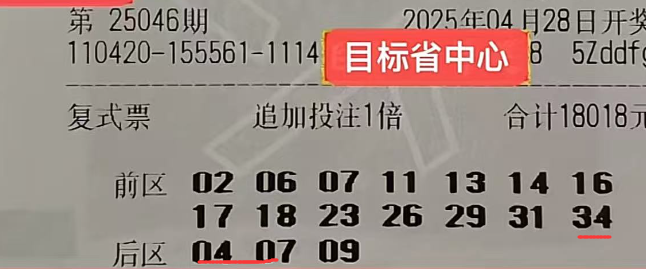 第 25046期 2025年04月28日开奖
110420-155561-1114 目标省中心 8 5Zddfg
复式票 追加投注1倍 合计18018元
前区 02 06 07 11 13 14 16
17 18 23 26 29 31 34
后区 04 07 09